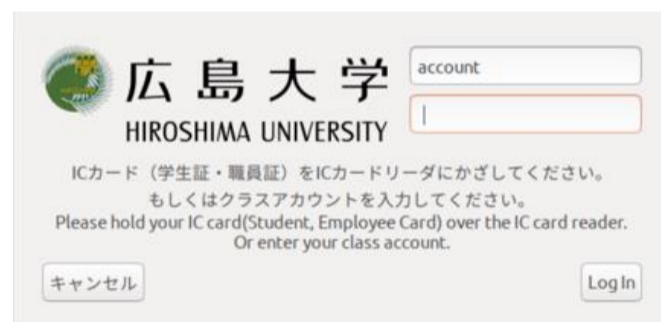 広島大学
HIROSHIMA UNIVERSITY
account
ICカード（学生証・職員証）をICカードリーダにかざしてください。
もしくはクラスアカウントを入力してください。
Please hold your IC card(Student, Employee Card) over the IC card reader.
Or enter your class account.
キャンセル
Log In